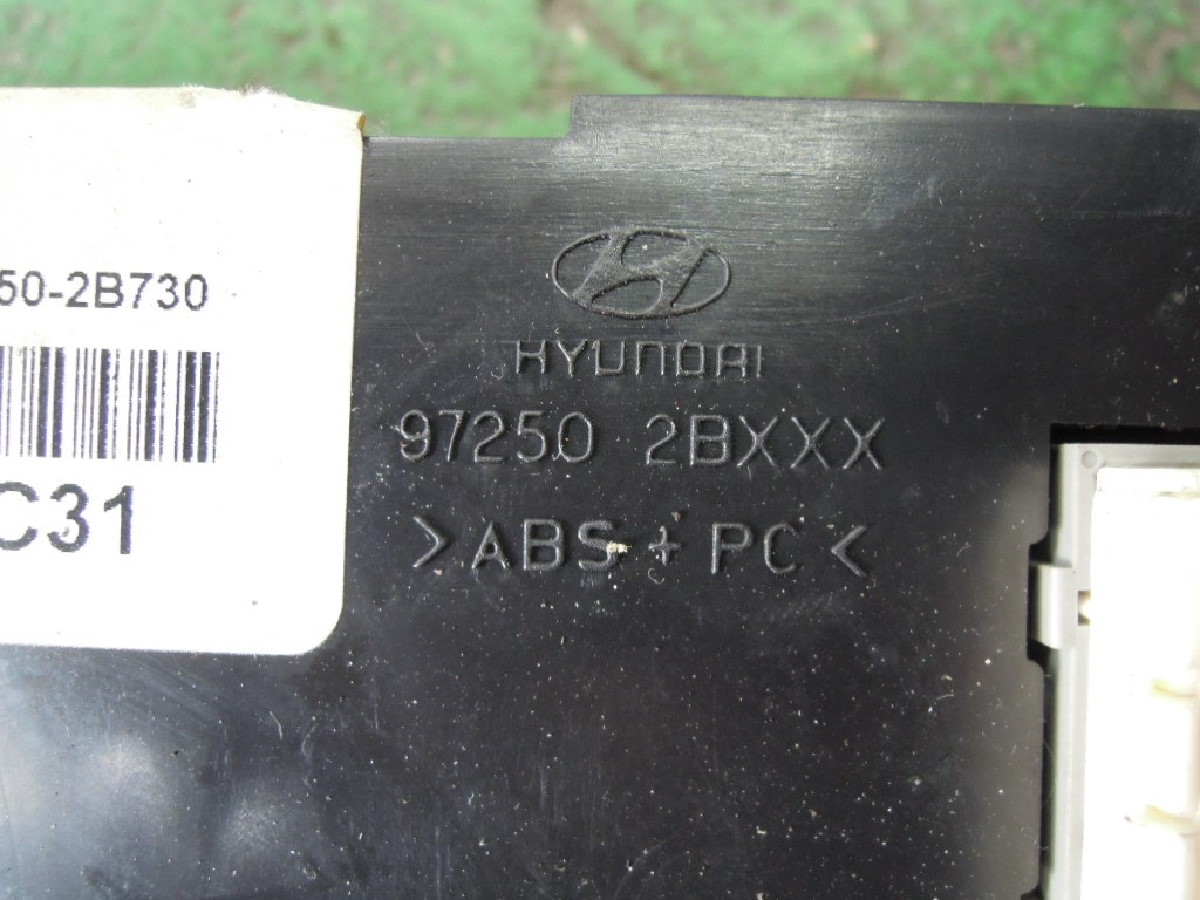 50-2B730
C31
HYUNDAI
97250 2BXXX
>ABS+PC<